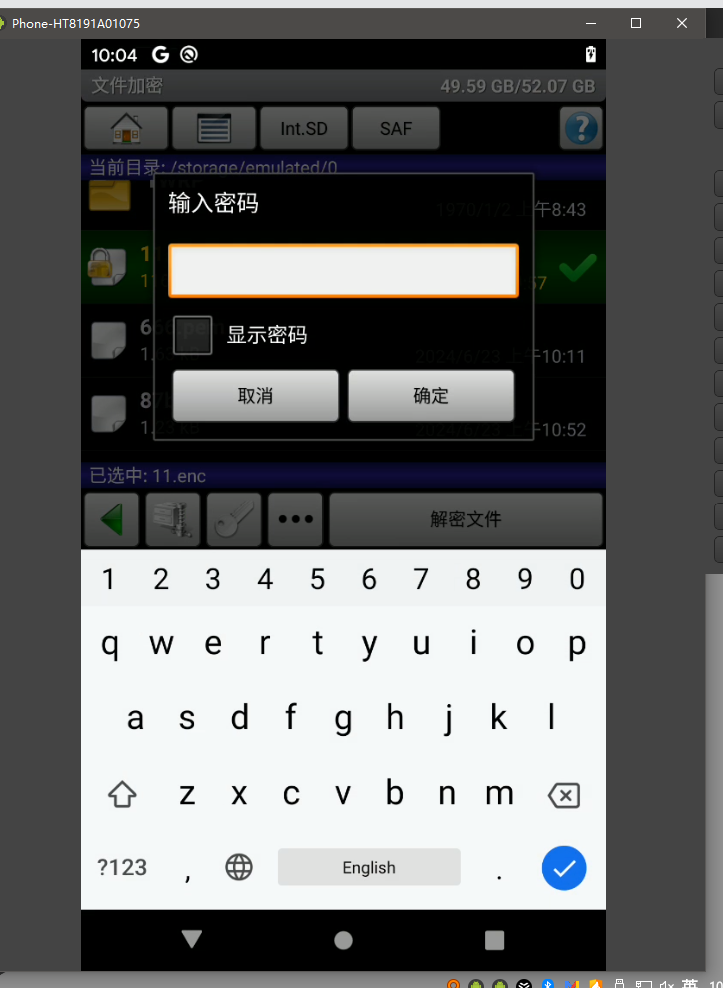 Phone-HT8191A01075
10:04
文件加密 49.59 GB/52.07 GB
Int.SD SAF ?
当前目录: /storage/emulated/0
1970/1/2 上午8:43
输入密码
显示密码
2024/6/23 上午10:11
取消 确定
2024/6/23 上午10:52
已选中: 11.enc
解密文件
1 2 3 4 5 6 7 8 9 0
q w e r t y u i o p
a s d f g h j k l
z x c v b n m
?123 , English .
英 10